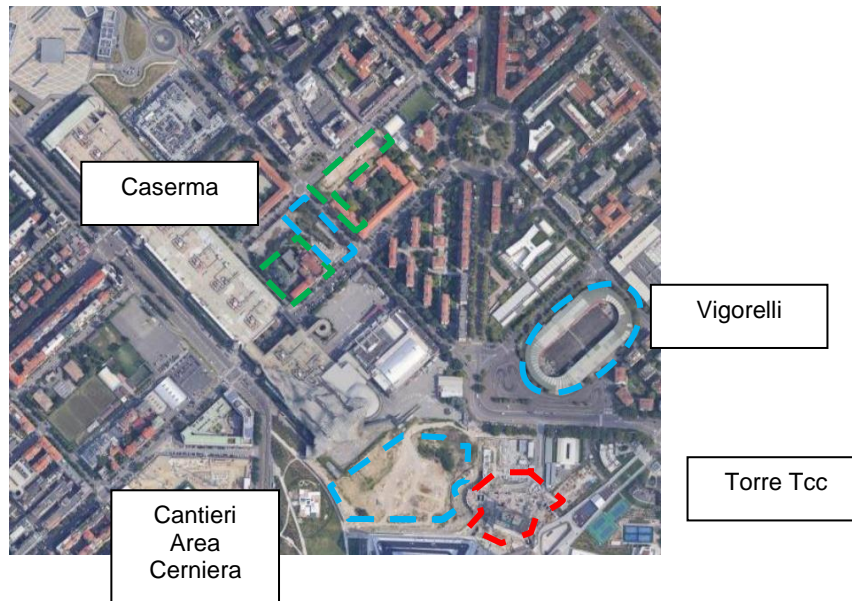 Caserma
Vigorelli
Torre Tcc
Cantieri
Area
Cerniera